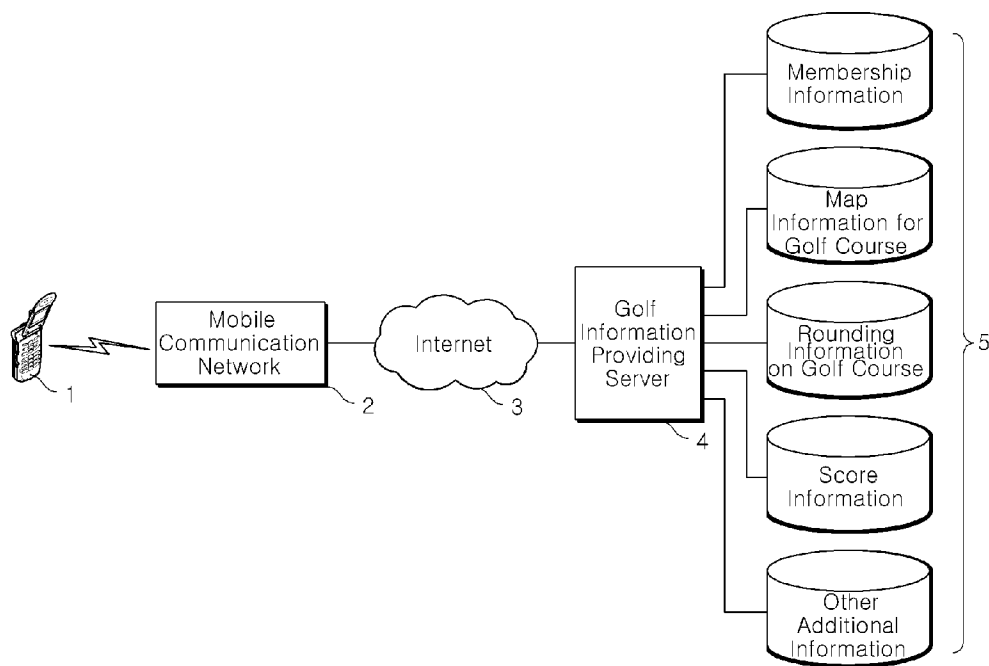 Membership
Information
Map
Information for
Golf Course
Rounding
Information
on Golf Course
Score
Information
Other
Additional
Information
5
Golf
Information
Providing
Server
4
Internet
3
Mobile
Communication
Network
2
1